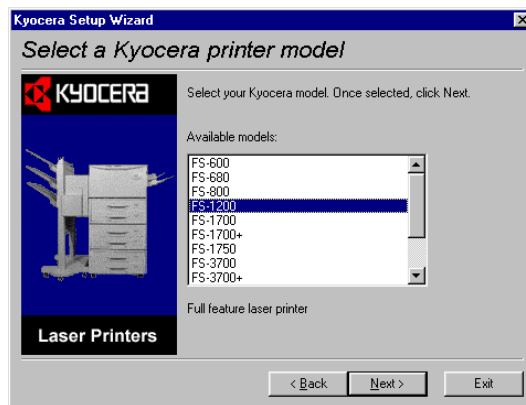 Kyocera Setup Wizard
Select a Kyocera printer model
KYOCERA
Select your Kyocera model. Once selected, click Next.
Available models:
FS-600
FS-680
FS-800
FS-1200
FS-1700
FS-1700+
FS-1750
FS-3700
FS-3700+
Full feature laser printer
Laser Printers
< Back
Next >
Exit